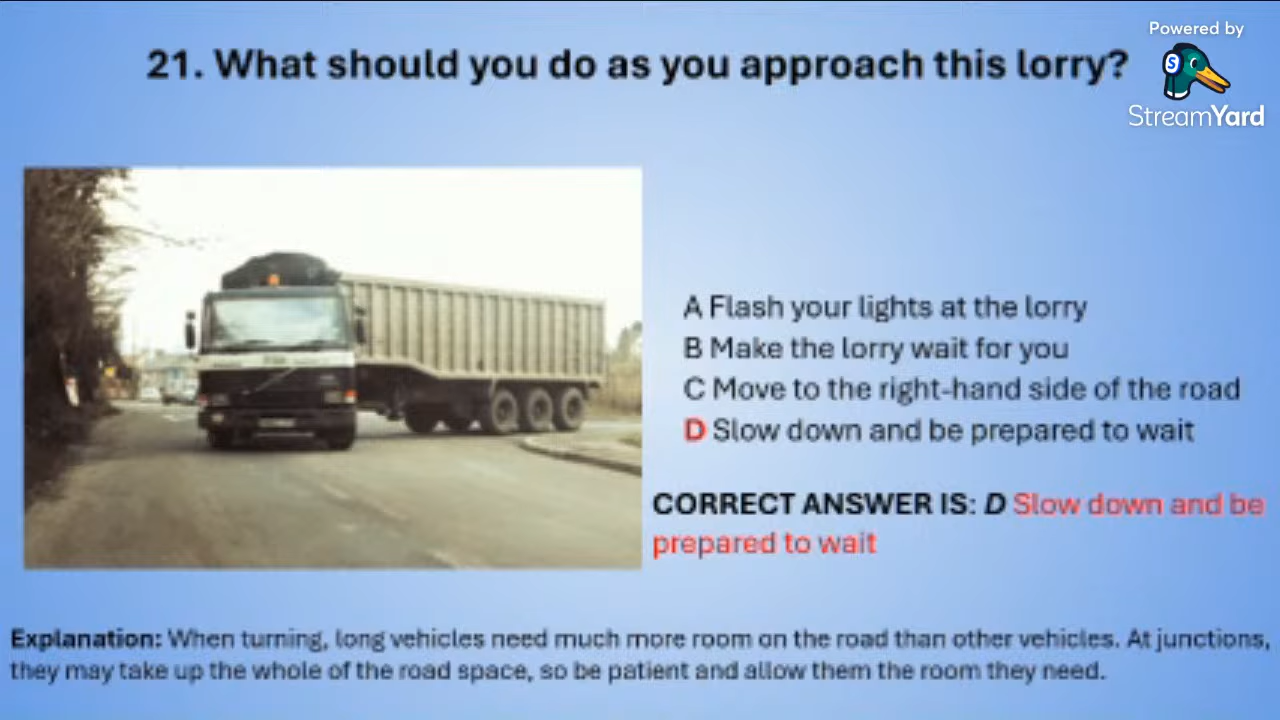 Powered by
StreamYard
21. What should you do as you approach this lorry?
A Flash your lights at the lorry
B Make the lorry wait for you
C Move to the right-hand side of the road
D Slow down and be prepared to wait
CORRECT ANSWER IS: D Slow down and be
prepared to wait
Explanation: When turning, long vehicles need much more room on the road than other vehicles. At junctions,
they may take up the whole of the road space, so be patient and allow them the room they need.